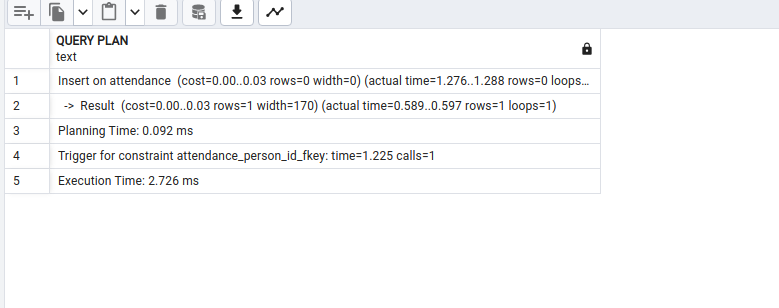 QUERY PLAN
text
1 Insert on attendance (cost=0.00..0.03 rows=0 width=0) (actual time=1.276..1.288 rows=0 loops…
2 -> Result (cost=0.00..0.03 rows=1 width=170) (actual time=0.589..0.597 rows=1 loops=1)
3 Planning Time: 0.092 ms
4 Trigger for constraint attendance_person_id_fkey: time=1.225 calls=1
5 Execution Time: 2.726 ms